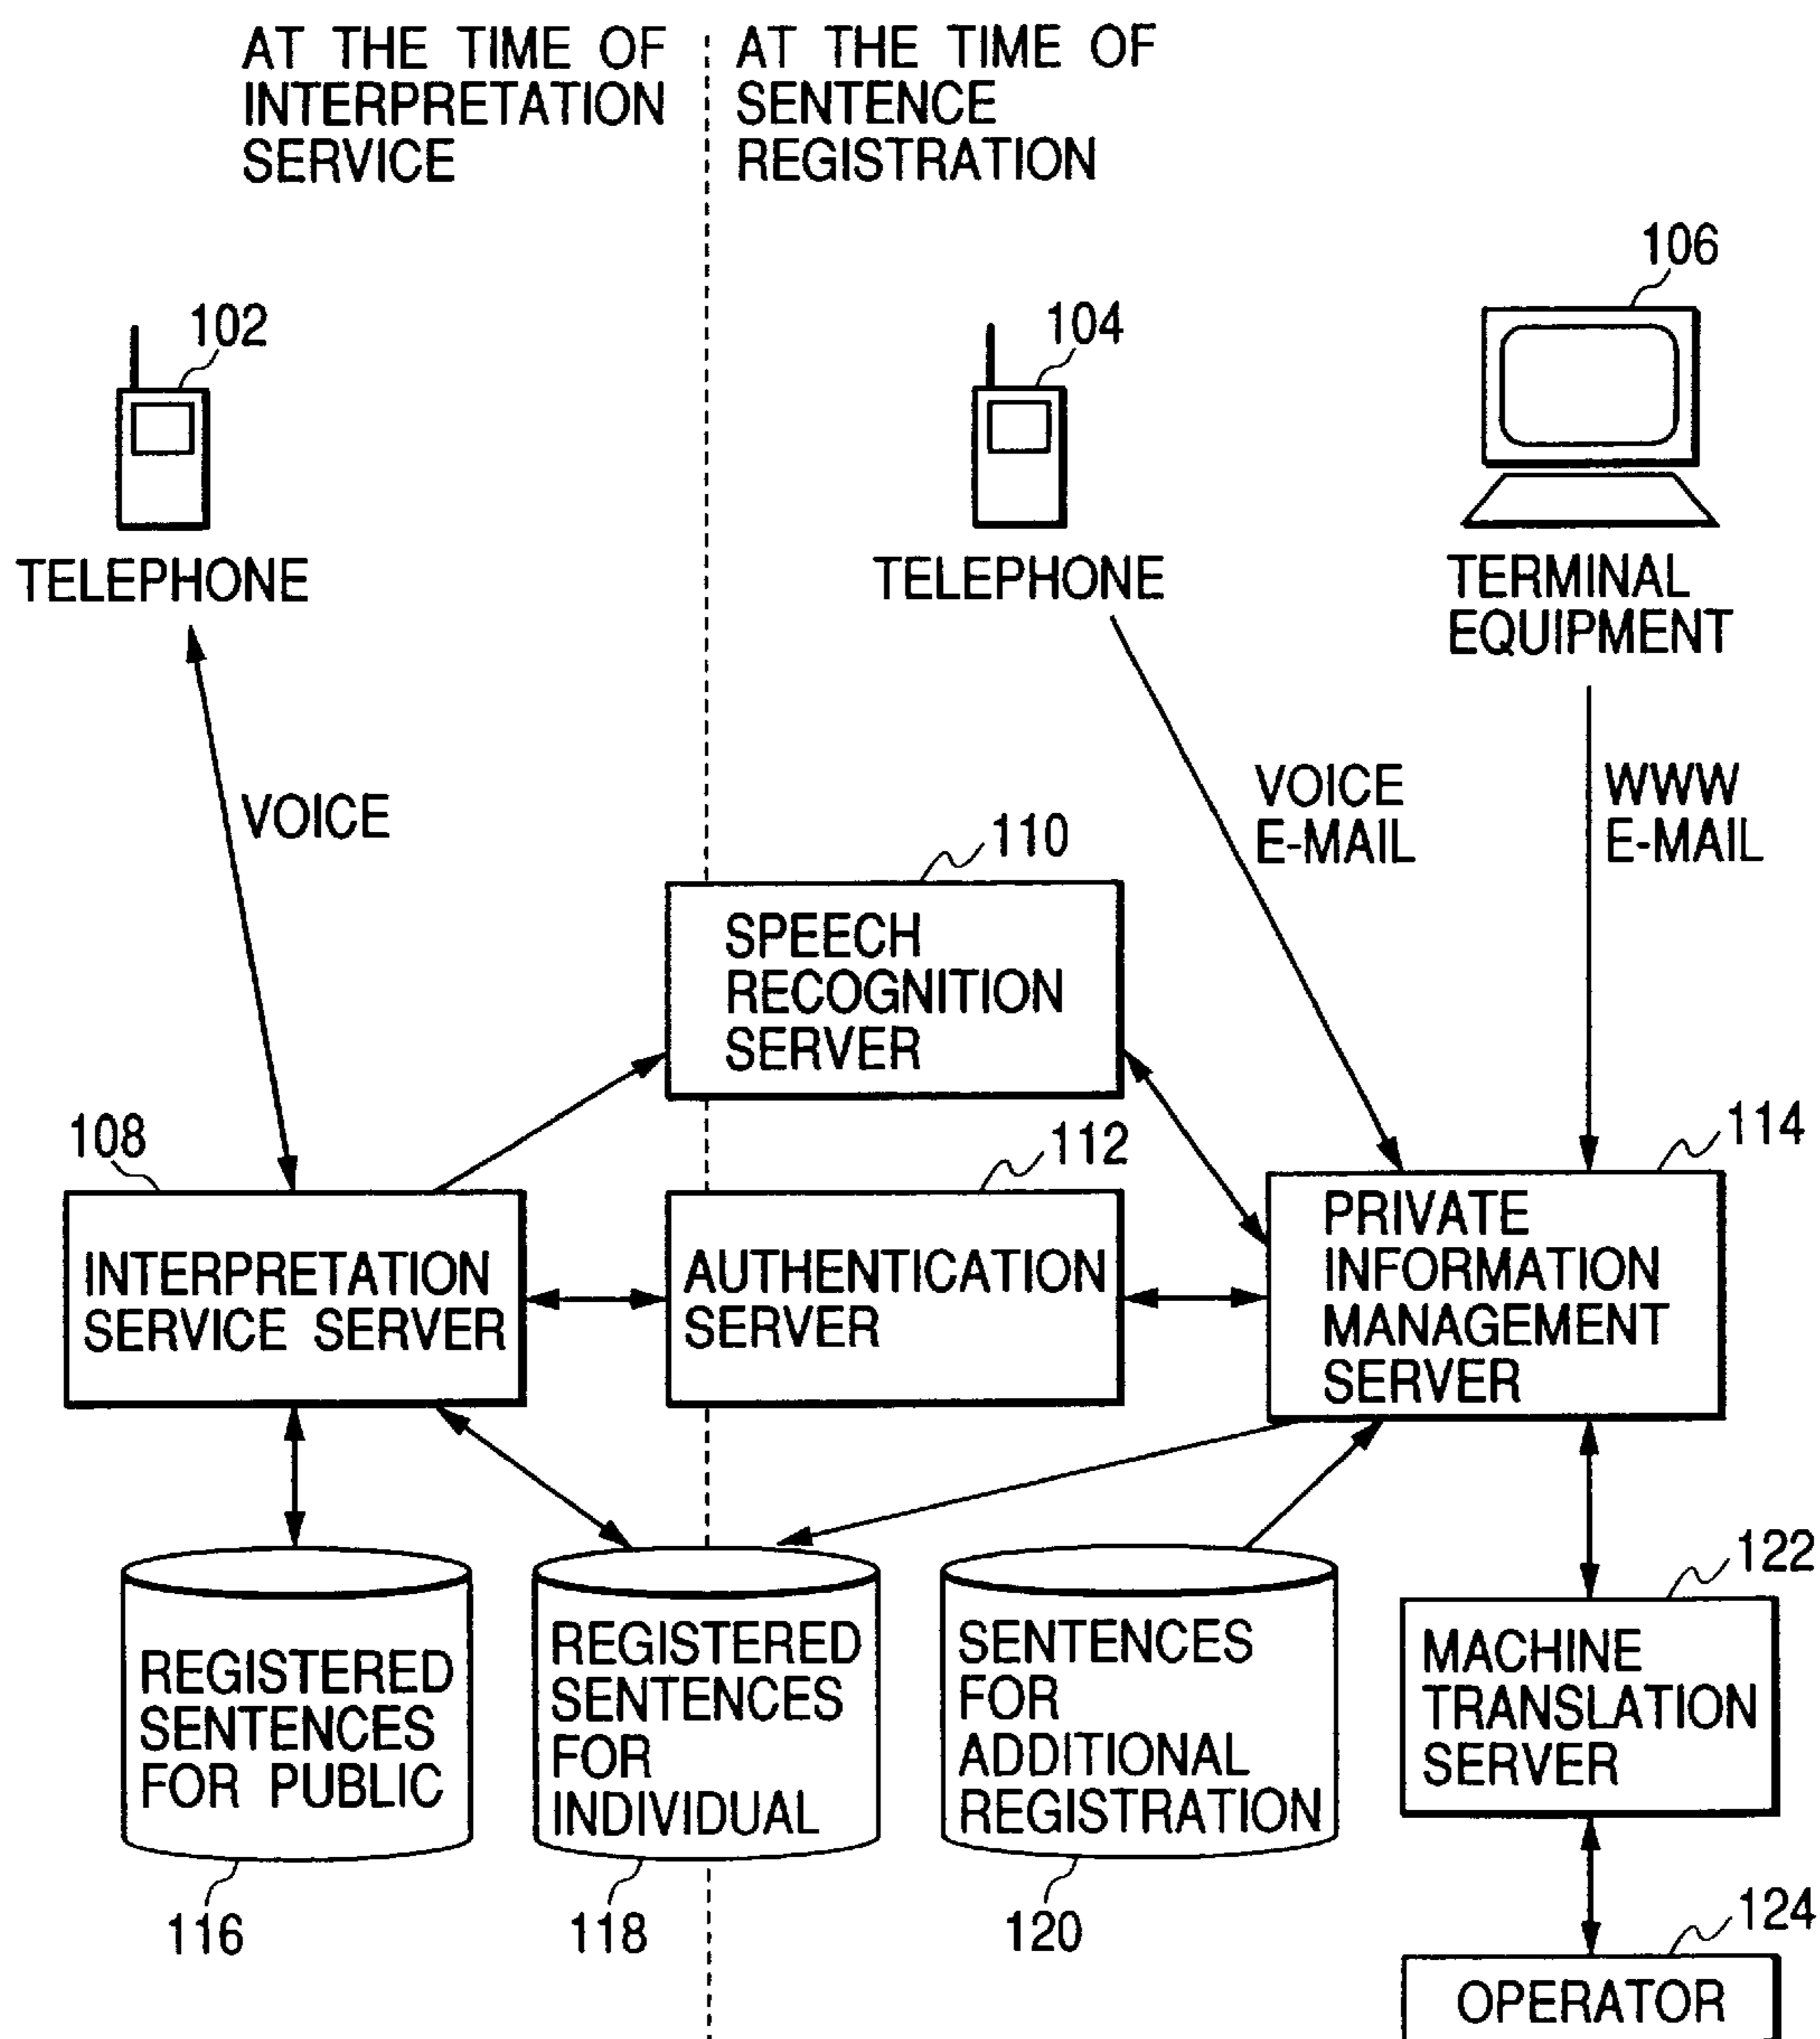 AT THE TIME OF
INTERPRETATION
SERVICE
AT THE TIME OF
SENTENCE
REGISTRATION
102
104
106
TELEPHONE
TELEPHONE
TERMINAL
EQUIPMENT
VOICE
VOICE
E-MAIL
WWW
E-MAIL
110
SPEECH
RECOGNITION
SERVER
108
INTERPRETATION
SERVICE SERVER
112
AUTHENTICATION
SERVER
114
PRIVATE
INFORMATION
MANAGEMENT
SERVER
REGISTERED
SENTENCES
FOR PUBLIC
116
REGISTERED
SENTENCES
FOR
INDIVIDUAL
118
SENTENCES
FOR
ADDITIONAL
REGISTRATION
120
122
MACHINE
TRANSLATION
SERVER
124
OPERATOR